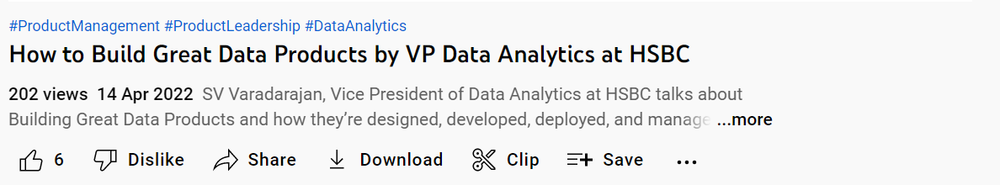 #ProductManagement #ProductLeadership #DataAnalytics
How to Build Great Data Products by VP Data Analytics at HSBC
202 views 14 Apr 2022 SV Varadarajan, Vice President of Data Analytics at HSBC talks about
Building Great Data Products and how they’re designed, developed, deployed, and manage ...more
6 Dislike Share Download Clip Save ...